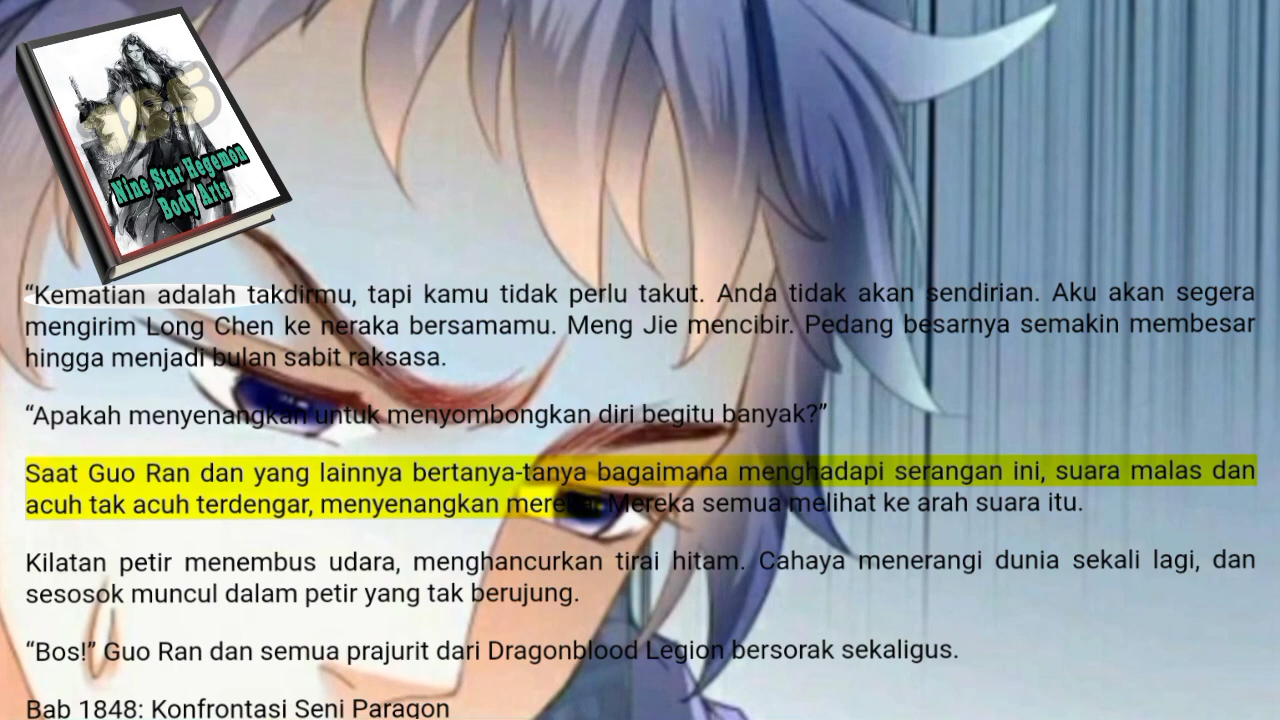 Nine Star Hegemon
Body Arts
“Kematian adalah takdirmu, tapi kamu tidak perlu takut. Anda tidak akan sendirian. Aku akan segera
mengirim Long Chen ke neraka bersamamu. Meng Jie mencibir. Pedang besarnya semakin membesar
hingga menjadi bulan sabit raksasa.
“Apakah menyenangkan untuk menyombongkan diri begitu banyak?”
Saat Guo Ran dan yang lainnya bertanya-tanya bagaimana menghadapi serangan ini, suara malas dan
acuh tak acuh terdengar, menyenangkan mereka. Mereka semua melihat ke arah suara itu.
Kilatan petir menembus udara, menghancurkan tirai hitam. Cahaya menerangi dunia sekali lagi, dan
sesosok muncul dalam petir yang tak berujung.
“Bos!” Guo Ran dan semua prajurit dari Dragonblood Legion bersorak sekaligus.
Bab 1848: Konfrontasi Seni Paragon